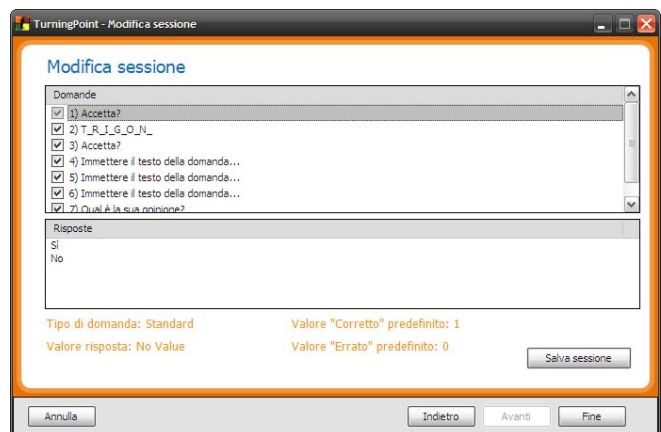 TurningPoint - Modifica sessione
Modifica sessione
Domande
1) Accetta?
2) T_R_I_G_O_N_
3) Accetta?
4) Immettere il testo della domanda...
5) Immettere il testo della domanda...
6) Immettere il testo della domanda...
7) Qual è la sua opinione?
Risposte
Sì
No
Tipo di domanda: Standard Valore "Corretto" predefinito: 1
Valore risposta: No Value Valore "Errato" predefinito: 0
Salva sessione
Annulla Indietro Avanti Fine